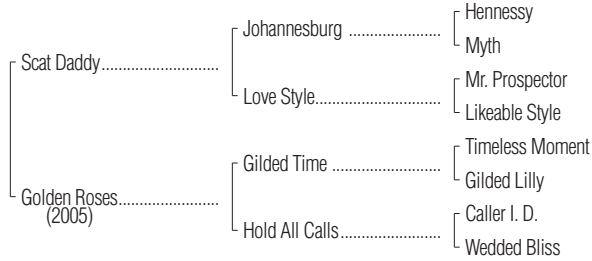 Hennessy
Johannesburg ....................
Myth
Scat Daddy..........................
Mr. Prospector
Love Style...........................
Likeable Style
Timeless Moment
Gilded Time ........................
Gilded Lilly
Golden Roses......................
(2005)
Caller I. D.
Hold All Calls......................
Wedded Bliss